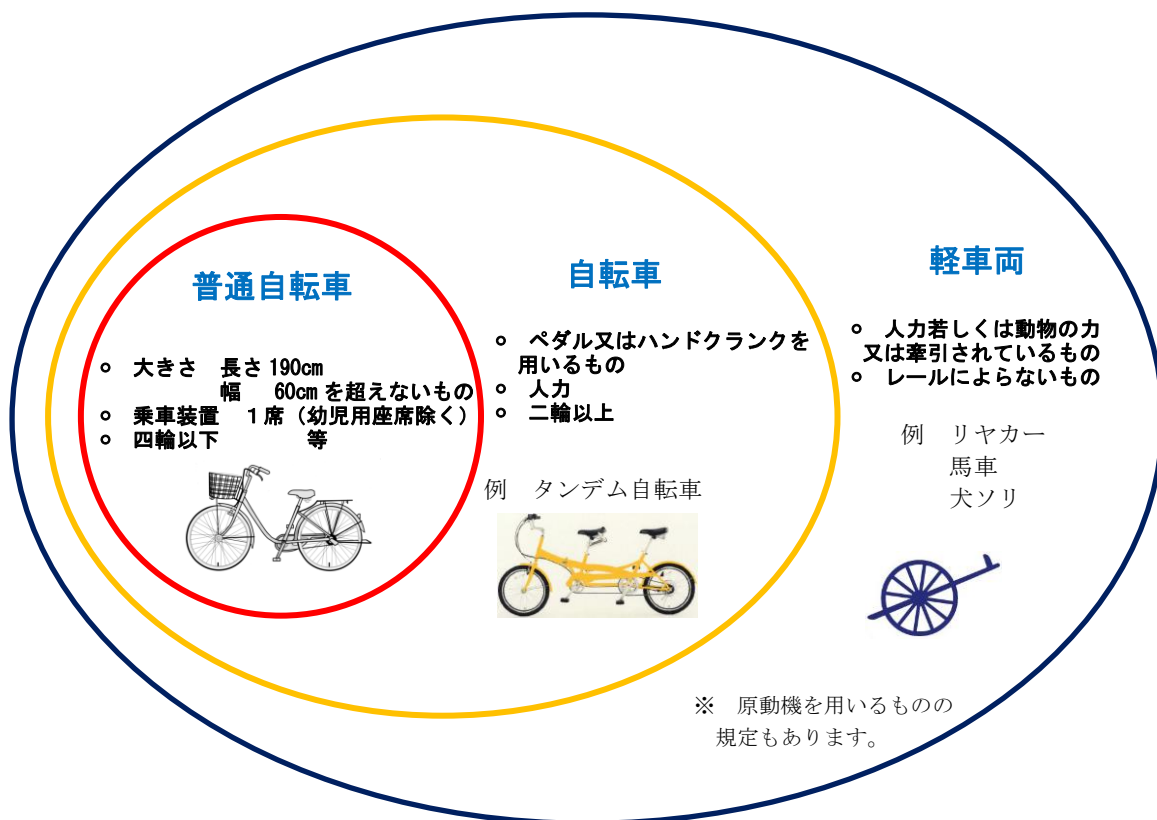 普通自転車
○ 大きさ 長さ190cm
幅 60cmを超えないもの
○ 乗車装置 1席（幼児用座席除く）
○ 四輪以下 等
自転車
○ ペダル又はハンドクランクを
用いるもの
○ 人力
○ 二輪以上
例 タンデム自転車
軽車両
○ 人力若しくは動物の力
又は牽引されているもの
○ レールによらないもの
例 リヤカー
馬車
犬ソリ
※ 原動機を用いるものの
規定もあります。